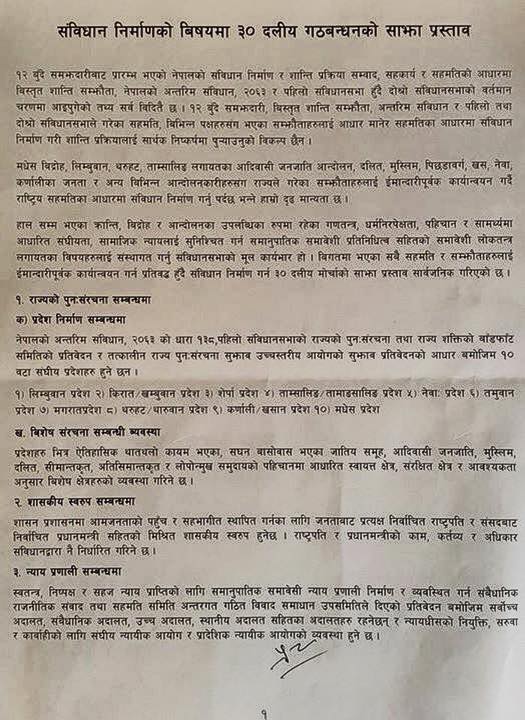 संविधान निर्माणको बिषयमा ३० दलीय गठबन्धनको साझा प्रस्ताव
१२ बुँदे समझदारीबाट प्रारम्भ भएको नेपालको संविधान निर्माण र शान्ति प्रक्रिया सम्वाद, सहकार्य र सहमतिको आधारमा
बिस्तृत शान्ति सम्झौता, नेपालको अन्तरिम संविधान, २०६३ र पहिलो संविधानसभा हुँदै दोश्रो संविधानसभाको वर्तमान
चरणमा आइपुगेको तथ्य सर्व विदितै छ । १२ बुँदे समझदारी, विस्तृत शान्ति सम्झौता, अन्तरिम संविधान र पहिलो तथा
दोश्रो संविधानसभाले गरेका सहमति, बिभिन्न पक्षहरुसंग भएका सम्झौताहरुलाई आधार मानेर सहमतिका आधारमा संविधान
निर्माण गरी शान्ति प्रक्रियालाई सार्थक निष्कर्षमा पुऱ्याउनुको विकल्प छैन ।
मधेस बिद्रोह, लिम्बुवान, थरुहट, ताम्सालिङ लगायतका आदिवासी जनजाति आन्दोलन, दलित, मुस्लिम, पिछडावर्ग, खस, नेवा,
कर्णालीका जनता र अन्य विभिन्न आन्दोलनकारीहरुसंग राज्यले गरेका सम्झौताहरुलाई ईमान्दारीपूर्वक कार्यान्वयन गर्दै
राष्ट्रिय सहमतिका आधारमा संविधान निर्माण गर्नु पर्दछ भन्ने हाम्रो दृढ मान्यता छ ।
हाल सम्म भएका क्रान्ति, बिद्रोह र आन्दोलनका उपलब्धिका रुपमा रहेका गणतन्त्र, धर्मनिरपेक्षता, पहिचान र सामर्थ्यमा
आधारित संघीयता, सामाजिक न्यायलाई सुनिश्चित गर्न समानुपातिक समावेशी प्रतिनिधित्व सहितको समावेशी लोकतन्त्र
लगायतका विषयहरुलाई संस्थागत गर्नु संविधानसभाको मूल कार्यभार हो । बिगतमा भएका सबै सहमति र सम्झौताहरुलाई
ईमान्दारीपूर्वक कार्यान्वयन गर्न प्रतिवद्ध हुँदै संविधान निर्माण गर्न ३० दलीय मोर्चाको साझा प्रस्ताव सार्वजनिक गरिएको छ ।
१. राज्यको पुन:संरचना सम्बन्धमा
क) प्रदेश निर्माण सम्बन्धमा
नेपालको अन्तरिम संविधान, २०६३ को धारा १३८,पहिलो संविधानसभाको राज्यको पुन:संरचना तथा राज्य शक्तिको बाँडफाँट
समितिको प्रतिवेदन र तत्कालीन राज्य पुन:संरचना सुझाव उच्चस्तरीय आयोगको सुझाव प्रतिवेदनको आधार बमोजिम १०
वटा संघीय प्रदेशहरु हुने छन ।
१) लिम्बुवान प्रदेश २) किरात/खम्बुवान प्रदेश ३) शेर्पा प्रदेश ४) ताम्सालिङ/तामाङसालिङ प्रदेश ५) नेवा: प्रदेश ६) तमुवान
प्रदेश ७) मगरात प्रदेश ८) थरुहट/थारुवान प्रदेश ९) कर्णाली/खसान प्रदेश १०) मधेस प्रदेश
ख. बिशेष संरचना सम्बन्धी ब्यवस्था
प्रदेशहरु भित्र ऐतिहासिक थातथलो कायम भएका, सघन बासोवास भएका जातिय समूह, आदिवासी जनजाति, मुस्लिम,
दलित, सीमान्तकृत, अतिसिमान्तकृत र लोपोन्मुख समुदायको पहिचानमा आधारित स्वायत्त क्षेत्र, संरक्षित क्षेत्र र आवश्यकता
अनुसार बिशेष क्षेत्रहरुको ब्यवस्था गरिने छ ।
२. शासकीय स्वरुप सम्बन्धमा
शासन प्रशासनमा आमजनताको पहुँच र सहभागीत स्थापित गर्नका लागि जनताबाट प्रत्यक्ष निर्वाचित राष्ट्रपति र संसदबाट
निर्वाचित प्रधानमन्त्री सहितको मिश्रित शासकीय स्वरुप हुनेछ । राष्ट्रपति र प्रधानमन्त्रीको काम, कर्तव्य र अधिकार
संविधानद्वारा नै निर्धारित गरिने छ ।
३. न्याय प्रणाली सम्बन्धमा
स्वतन्त्र, निष्पक्ष र सहज न्याय प्राप्तिको लागि समानुपातिक समावेसी न्याय प्रणाली निर्माण र ब्यवस्थित गर्न संबैधानिक
राजनीतिक संवाद तथा सहमति समिति अन्तरगत गठित विवाद समाधान उपसमितिले दिएको प्रतिवेदन बमोजिम सर्वोच्च
अदालत, संबैधानिक अदालत, उच्च अदालत, स्थानीय अदालत सहितका अदालतहरु रहनेछन् र न्यायधीसको नियुक्ति, सरुवा
र कार्वाहीको लागि संघीय न्यायीक आयोग र प्रादेशिक न्यायीक आयोगको ब्यवस्था हुने छ ।
१